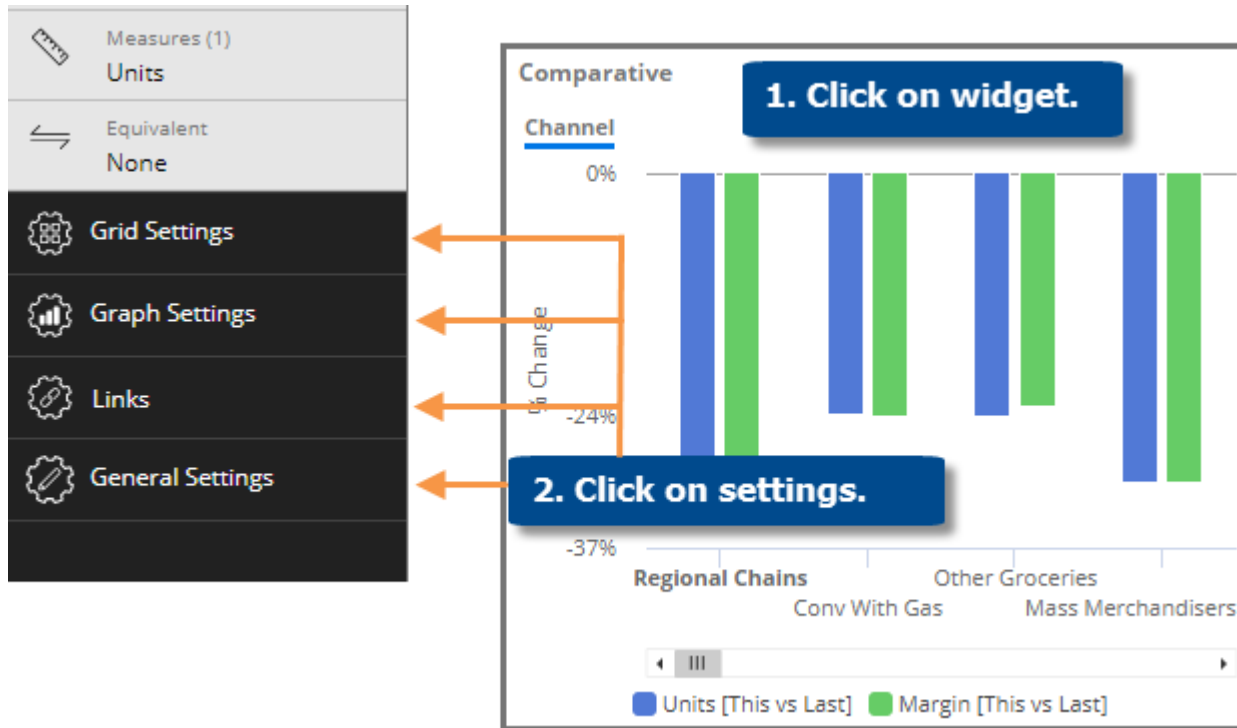 Measures (1)
Units
Equivalent
None
Grid Settings
Graph Settings
Links
General Settings
Comparative
1. Click on widget.
Channel
0%
% Change
-24%
2. Click on settings.
-37%
Regional Chains
Other Groceries
Conv With Gas
Mass Merchandisers
Units [This vs Last]
Margin [This vs Last]